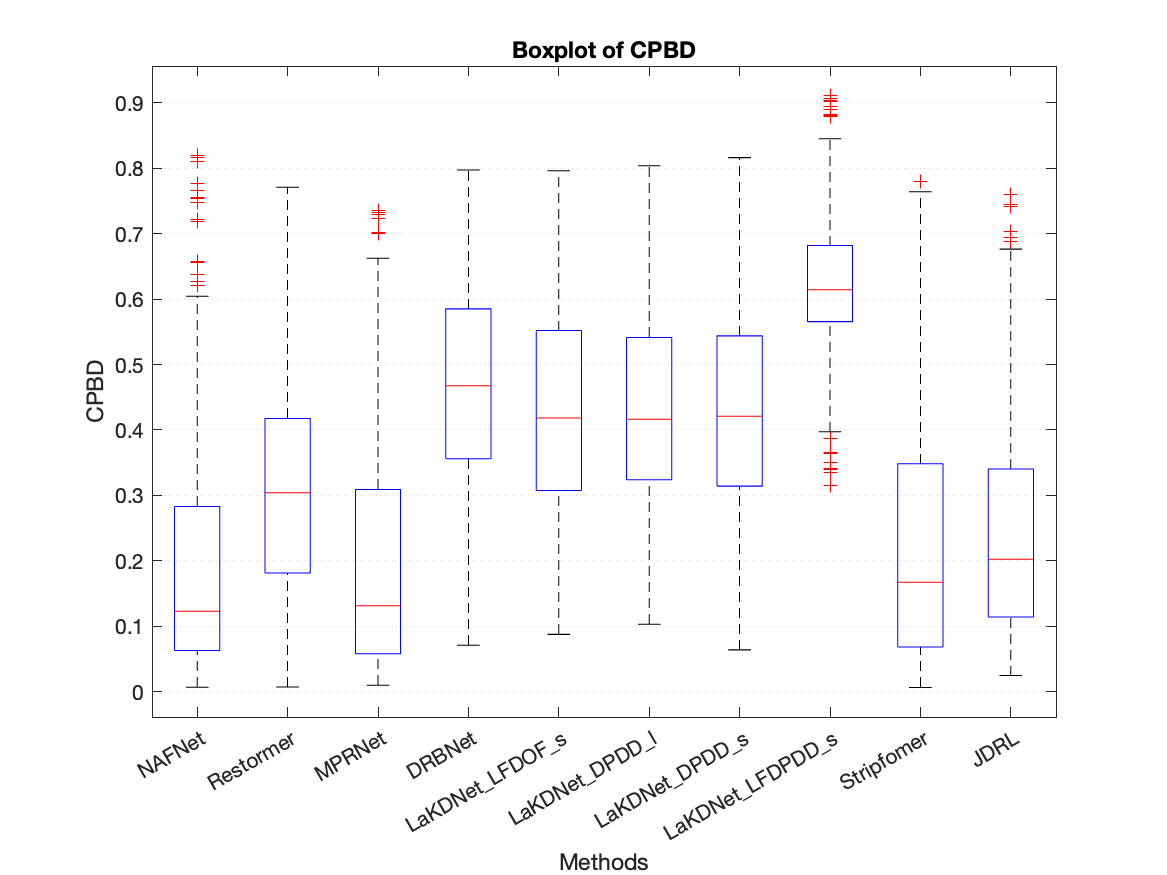 Boxplot of CPBD
CPBD
0.9
0.8
0.7
0.6
0.5
0.4
0.3
0.2
0.1
0
NAFNet
Restormer
MPRNet
DRBNet
LaKDNet_LFDOF_s
LaKDNet_DPDD_l
LaKDNet_DPDD_s
LaKDNet_LFDPDD_s
Stripfomer
JDRL
Methods